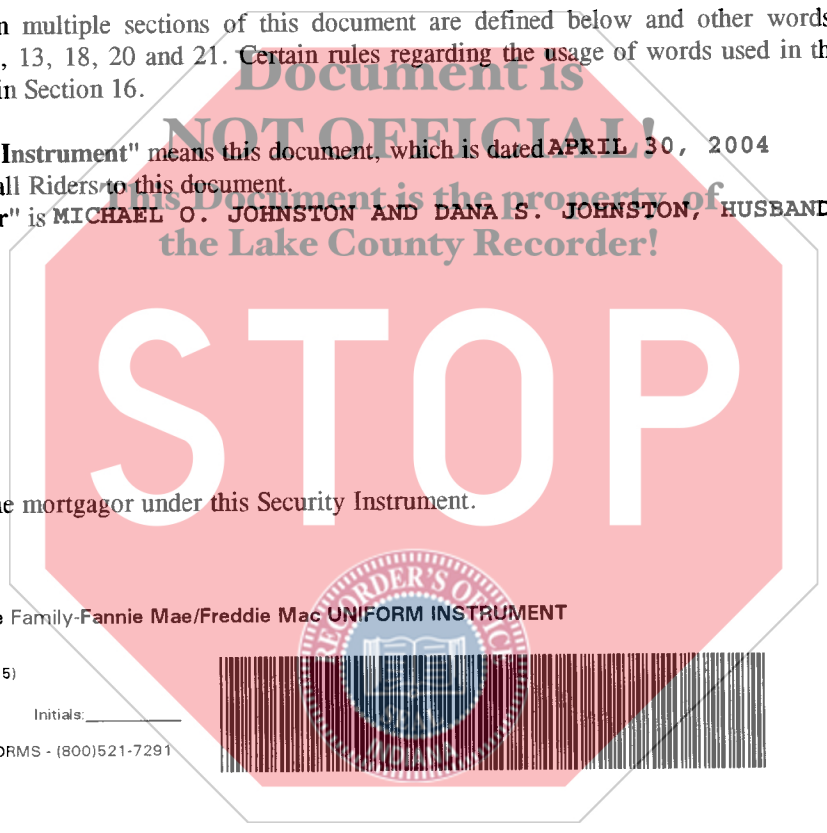 n multiple sections of this document are defined below and other words
, 13, 18, 20 and 21. Certain rules regarding the usage of words used in th
in Section 16.
Document is
NOT OFFICIAL!
Instrument" means this document, which is dated APRIL 30, 2004
all Riders to this document.
This Document is the property of
r" is MICHAEL O. JOHNSTON AND DANA S. JOHNSTON, HUSBAND
the Lake County Recorder!
STOP
e mortgagor under this Security Instrument.
RECORDER'S OFFICE
e Family-Fannie Mae/Freddie Mac UNIFORM INSTRUMENT
5)
SEAL
Initials:
INDIANA
ORMS - (800)521-7291